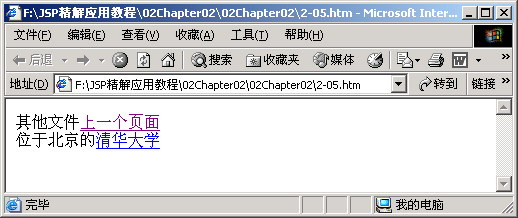 F:\JSP精解应用教程\02Chapter02\02Chapter02\2-05.htm - Microsoft Inter...
文件(F) 编辑(E) 查看(V) 收藏(A) 工具(T) 帮助(H)
后退 搜索 收藏夹 媒体
地址(D) F:\JSP精解应用教程\02Chapter02\02Chapter02\2-05.htm 转到 链接 »
其他文件上一个页面
位于北京的清华大学
完毕 我的电脑